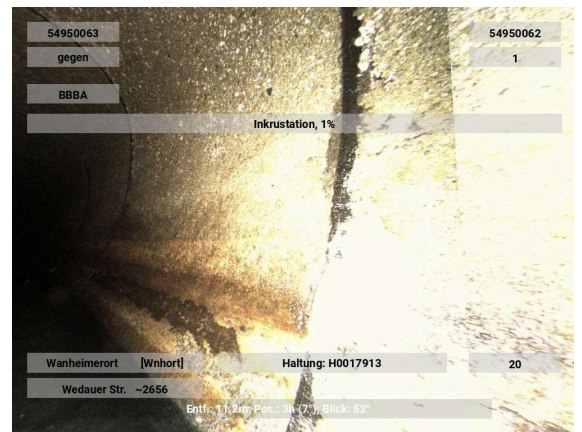 54950063 54950062
gegen 1
BBBA
Inkrustation, 1%
Wanheimerort [Wnhort] Haltung: H0017913 20
Wedauer Str. ~2656
Entf.: 11,2m; Pos.: 3h (7°); Blick: 52°